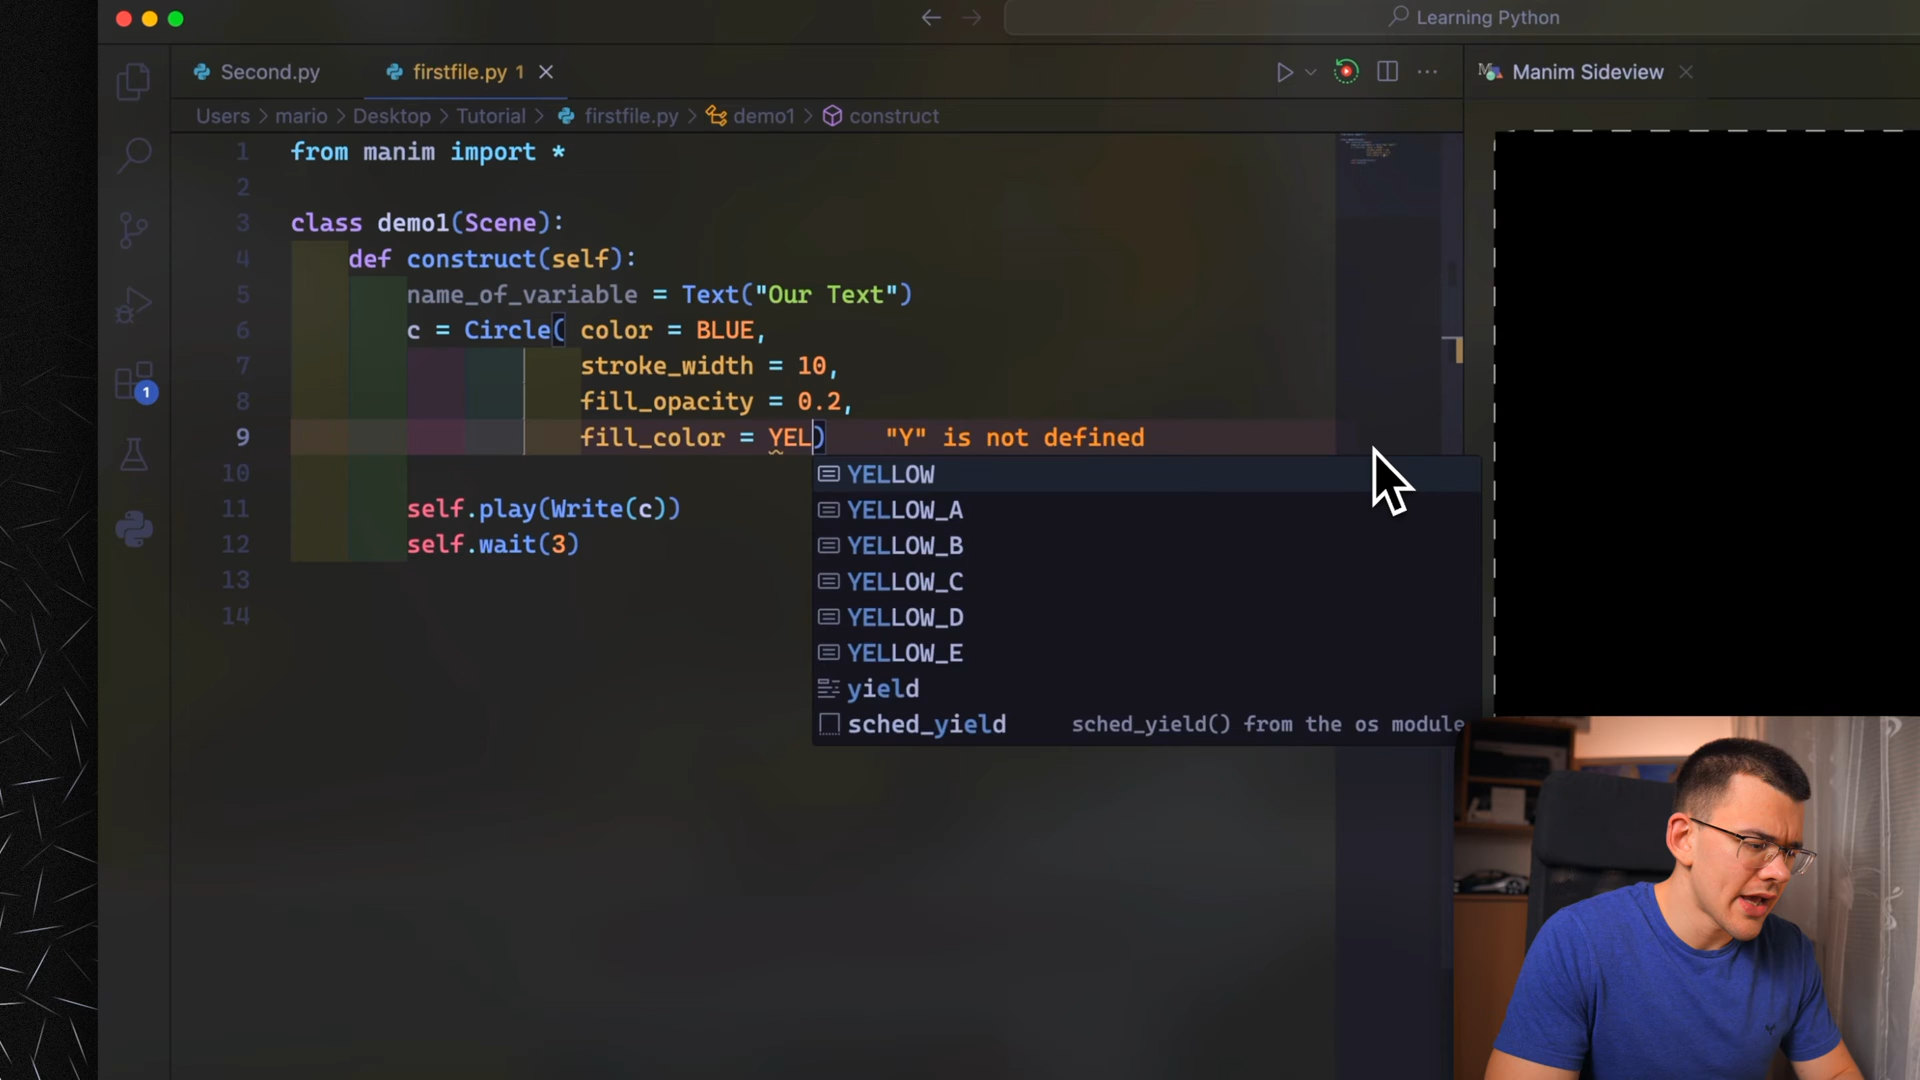 Learning Python
Second.py
firstfile.py 1
Manim Sideview
Users > mario > Desktop > Tutorial > firstfile.py > demo1 > construct
1 from manim import *
2
3 class demo1(Scene):
4 def construct(self):
5 name_of_variable = Text("Our Text")
6 c = Circle( color = BLUE,
7 stroke_width = 10,
8 fill_opacity = 0.2,
9 fill_color = YEL) "Y" is not defined
YELLOW
10
YELLOW_A
11 self.play(Write(c))
YELLOW_B
12 self.wait(3)
YELLOW_C
13
YELLOW_D
14
YELLOW_E
yield
sched_yield sched_yield() from the os module
1